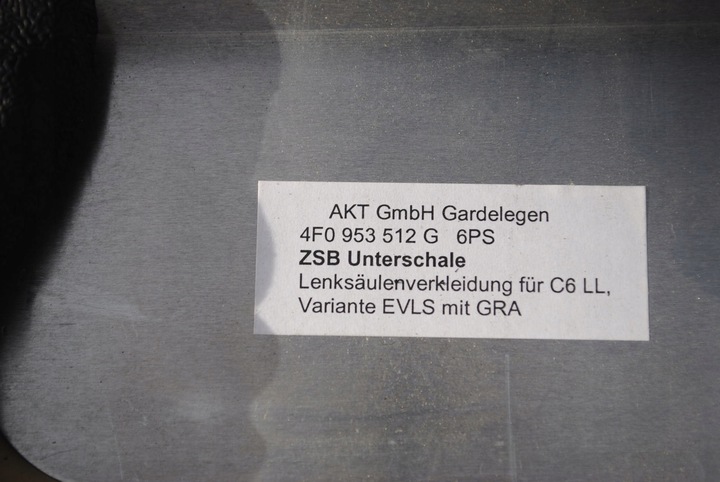 AKT GmbH Gardelegen
4F0 953 512 G 6PS
ZSB Unterschale
Lenksäulenverkleidung für C6 LL,
Variante EVLS mit GRA